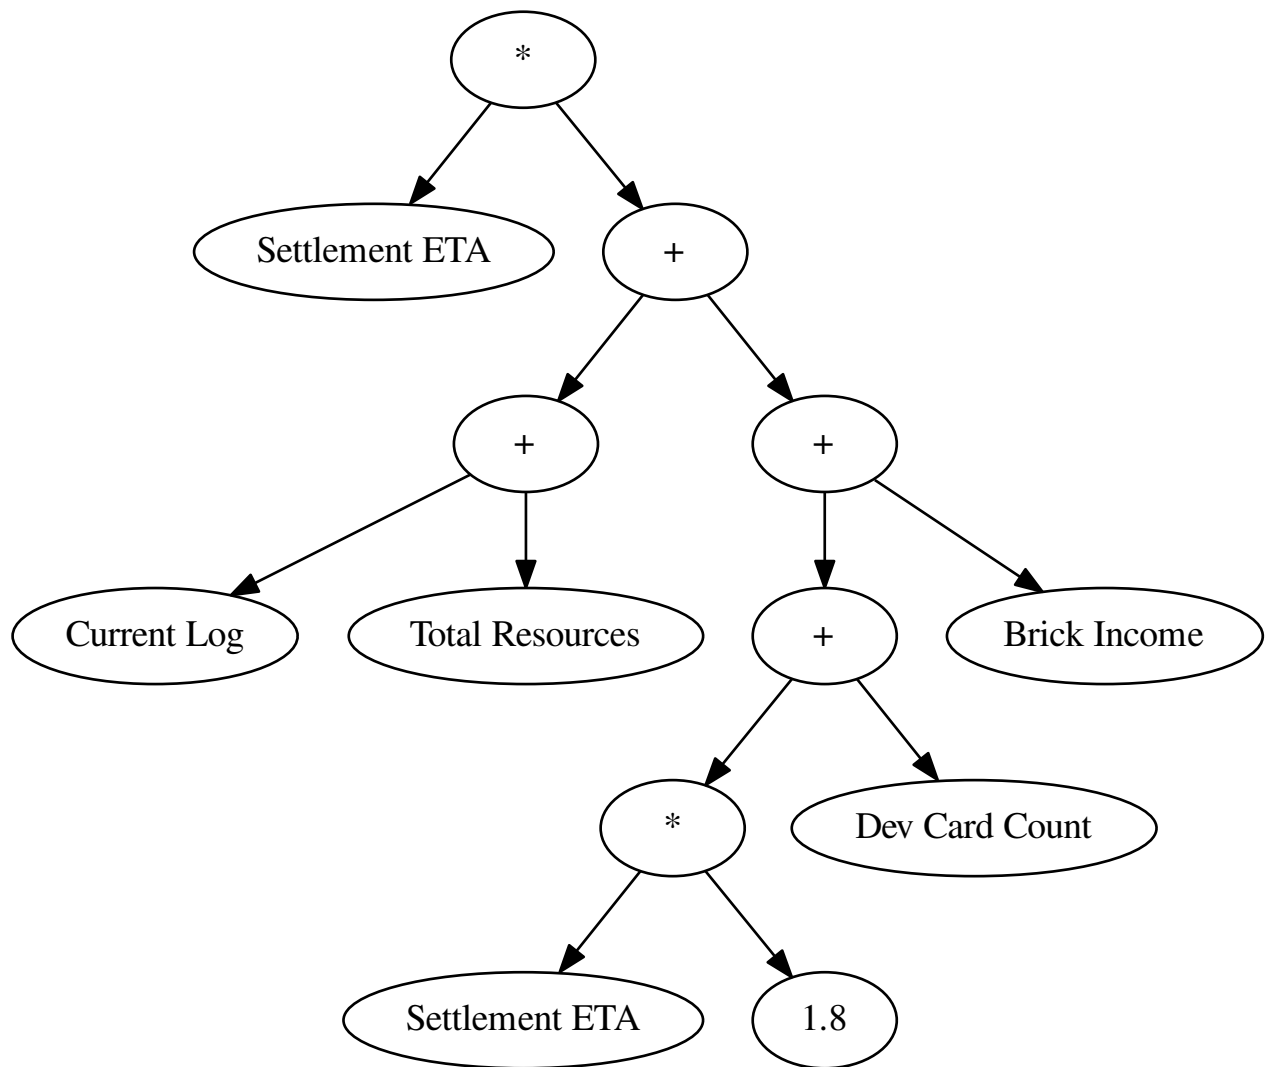 *
Settlement ETA
+
+
+
Current Log
Total Resources
+
Brick Income
*
Dev Card Count
Settlement ETA
1.8